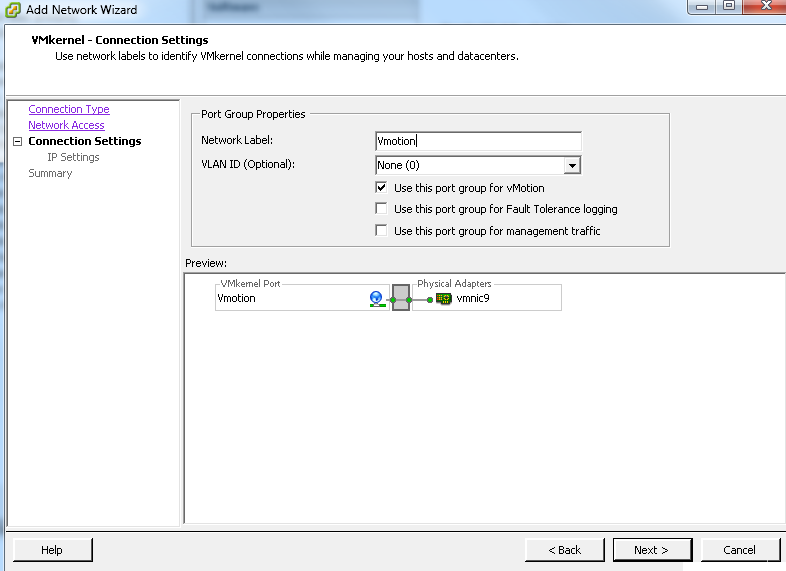 Add Network Wizard
VMkernel - Connection Settings
Use network labels to identify VMkernel connections while managing your hosts and datacenters.
Connection Type
Network Access
Connection Settings
IP Settings
Summary
Port Group Properties
Network Label:
Vmotion
VLAN ID (Optional):
None (0)
Use this port group for vMotion
Use this port group for Fault Tolerance logging
Use this port group for management traffic
Preview:
VMkernel Port
Physical Adapters
Vmotion
vmnic9
Help
< Back
Next >
Cancel